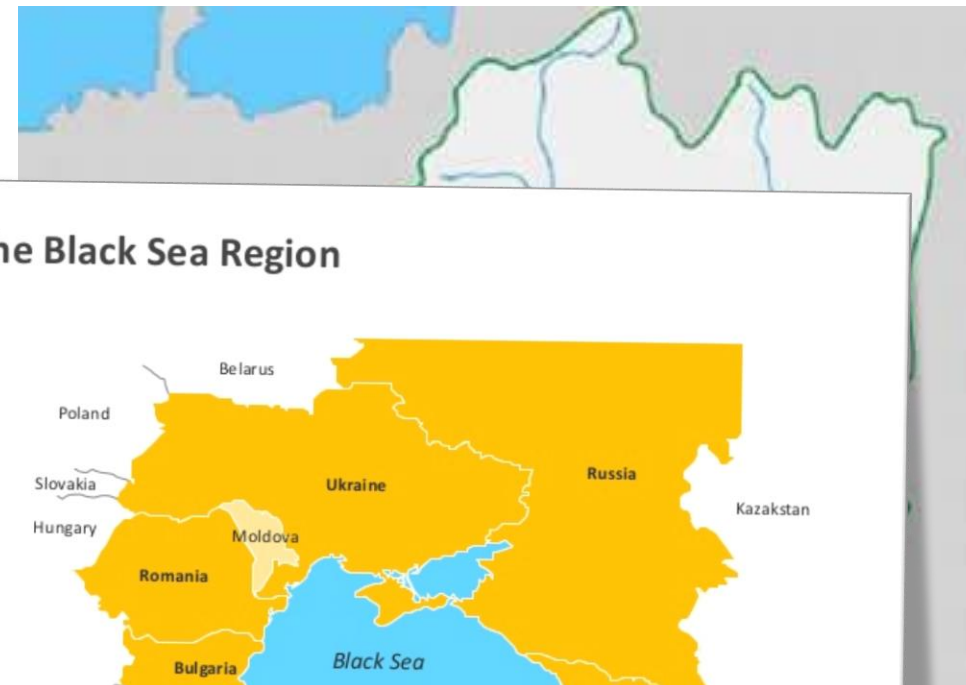 he Black Sea Region
Belarus
Poland
Ukraine
Russia
Slovakia
Kazakstan
Hungary
Moldova
Romania
Black Sea
Bulgaria